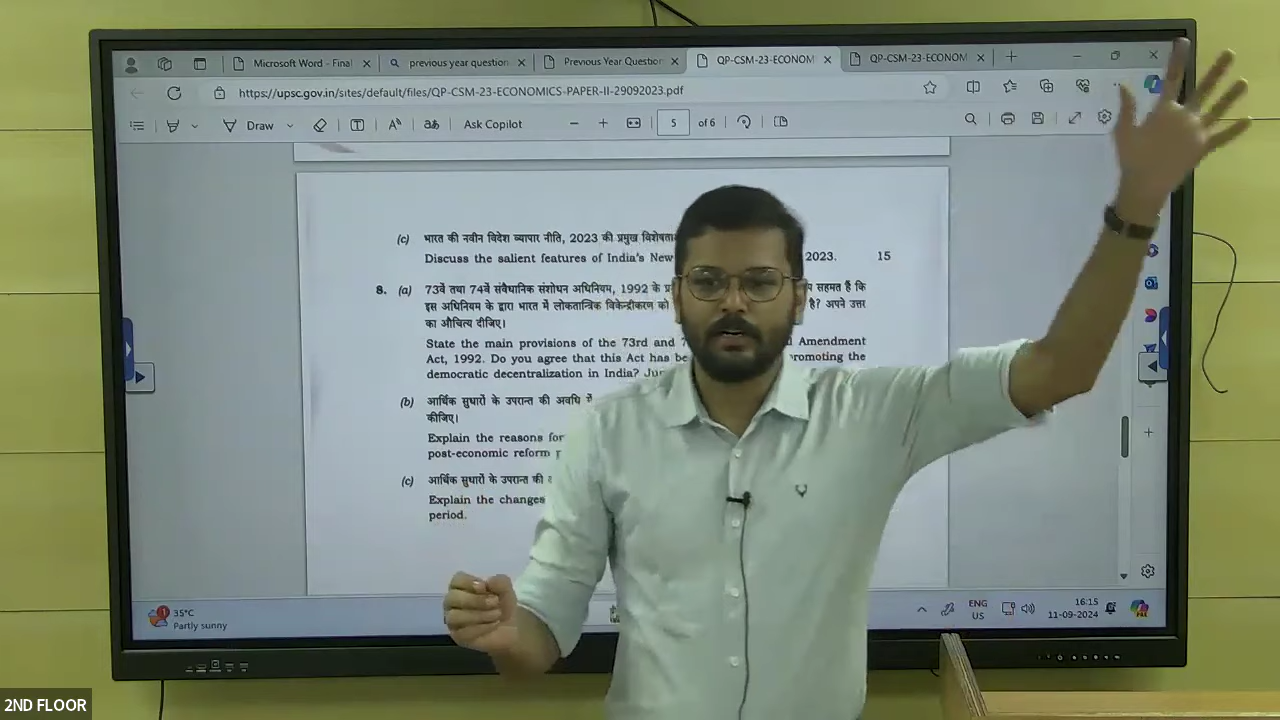 Microsoft Word - Final
previous year question
Previous Year Question
QP-CSM-23-ECONOM
QP-CSM-23-ECONOM
https://upsc.gov.in/sites/default/files/QP-CSM-23-ECONOMICS-PAPER-II-29092023.pdf
Draw
Ask Copilot
5 of 6
(c) भारत की नवीन विदेश व्यापार नीति, 2023 की प्रमुख
Discuss the salient features of India's New 2023. 15
8. (a) 73वें तथा 74वें संवैधानिक संशोधन अधिनियम, 1992 के सहमत हैं कि
इस अधिनियम के द्वारा भारत में लोकतान्त्रिक विकेन्द्रीकरण को है? अपने उत्तर
का औचित्य दीजिए।
State the main provisions of the 73rd and Amendment
Act, 1992. Do you agree that this Act has promoting the
democratic decentralization in India?
(b) आर्थिक सुधारों के उपरान्त की अवधि में
कीजिए।
Explain the reasons for
post-economic reform
(c) आर्थिक सुधारों के उपरान्त की
Explain the changes
period.
35°C
Partly sunny
ENG
US
16:15
11-09-2024
2ND FLOOR